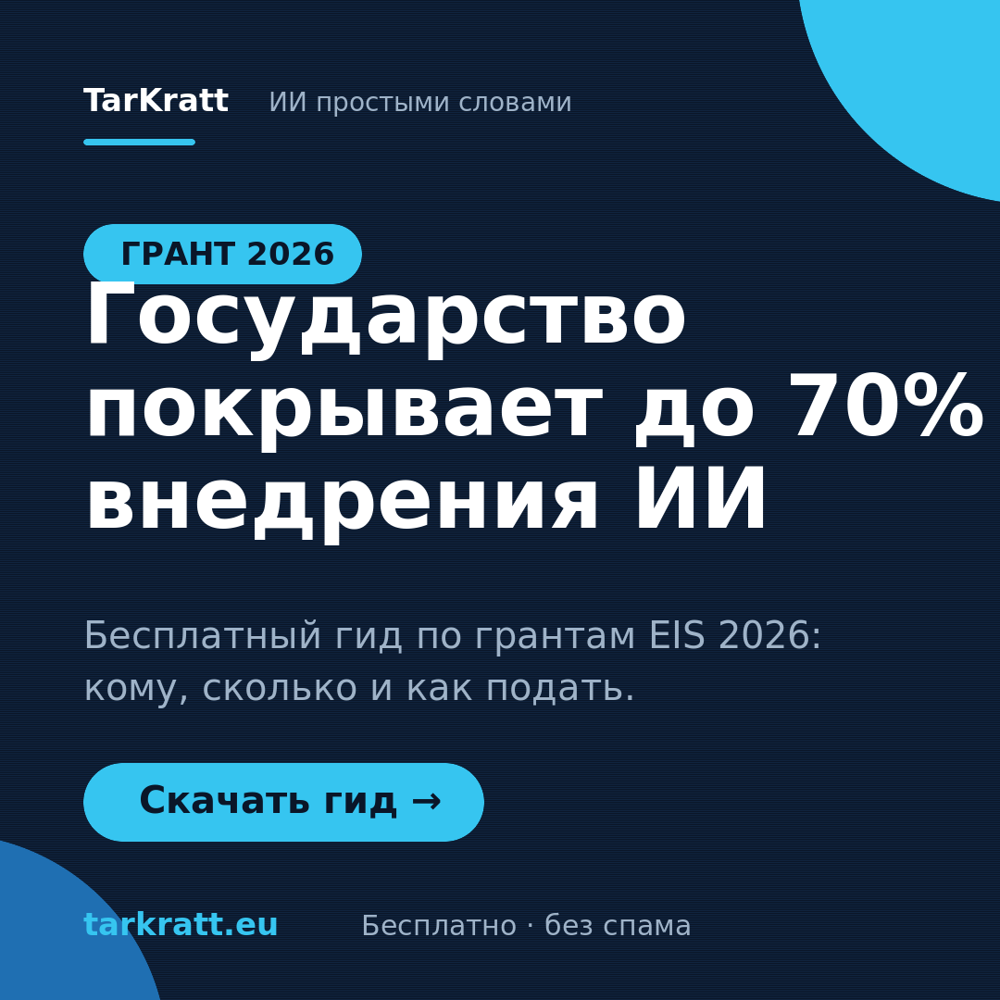 TarKratt ИИ простыми словами
ГРАНТ 2026
Государство
покрывает до 70%
внедрения ИИ
Бесплатный гид по грантам EIS 2026:
кому, сколько и как подать.
Скачать гид →
tarkratt.eu Бесплатно · без спама